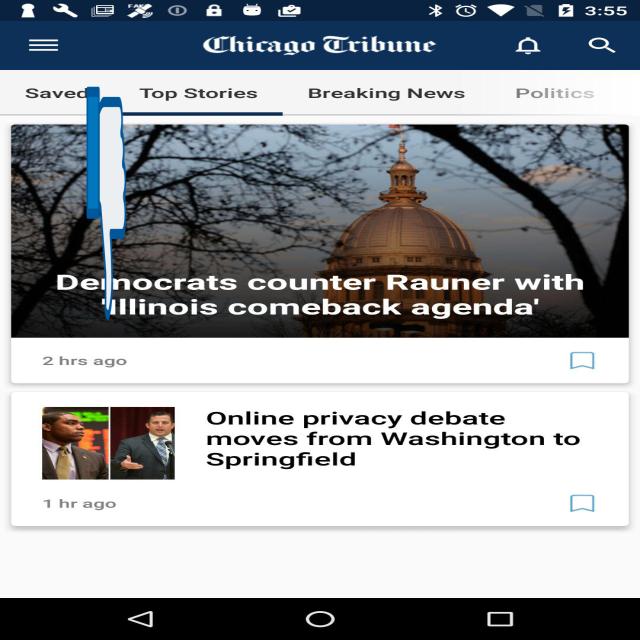 3:55
Chicago Tribune
Saved Top Stories Breaking News Politics
Democrats counter Rauner with
'Illinois comeback agenda'
2 hrs ago
Online privacy debate
moves from Washington to
Springfield
1 hr ago